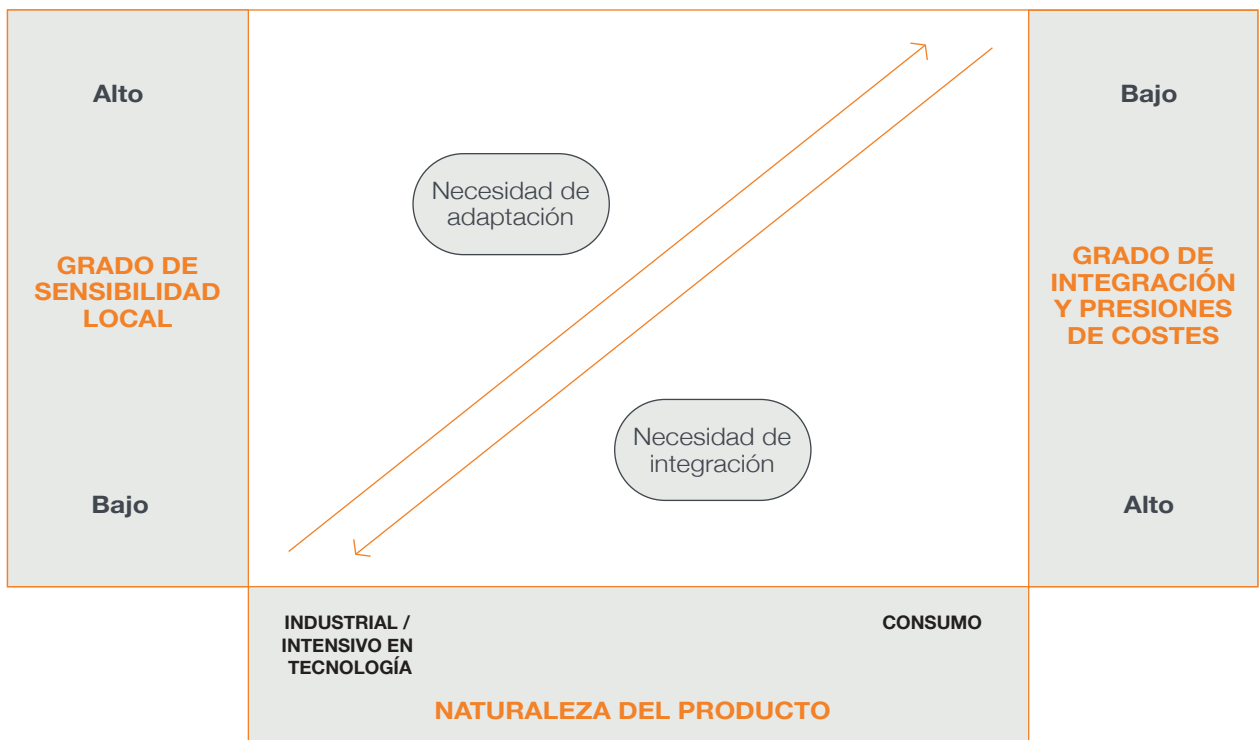 Alto
GRADO DE
SENSIBILIDAD
LOCAL
Bajo
Necesidad de
adaptación
Necesidad de
integración
Bajo
GRADO DE
INTEGRACIÓN
Y PRESIONES
DE COSTES
Alto
INDUSTRIAL /
INTENSIVO EN
TECNOLOGÍA
CONSUMO
NATURALEZA DEL PRODUCTO